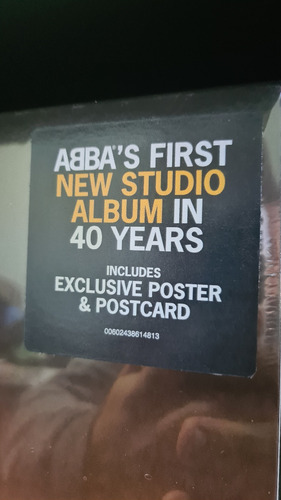 ABBA®'S FIRST
NEW STUDIO
ALBUM IN
40 YEARS
INCLUDES
EXCLUSIVE POSTER
& POSTCARD
00602438614813